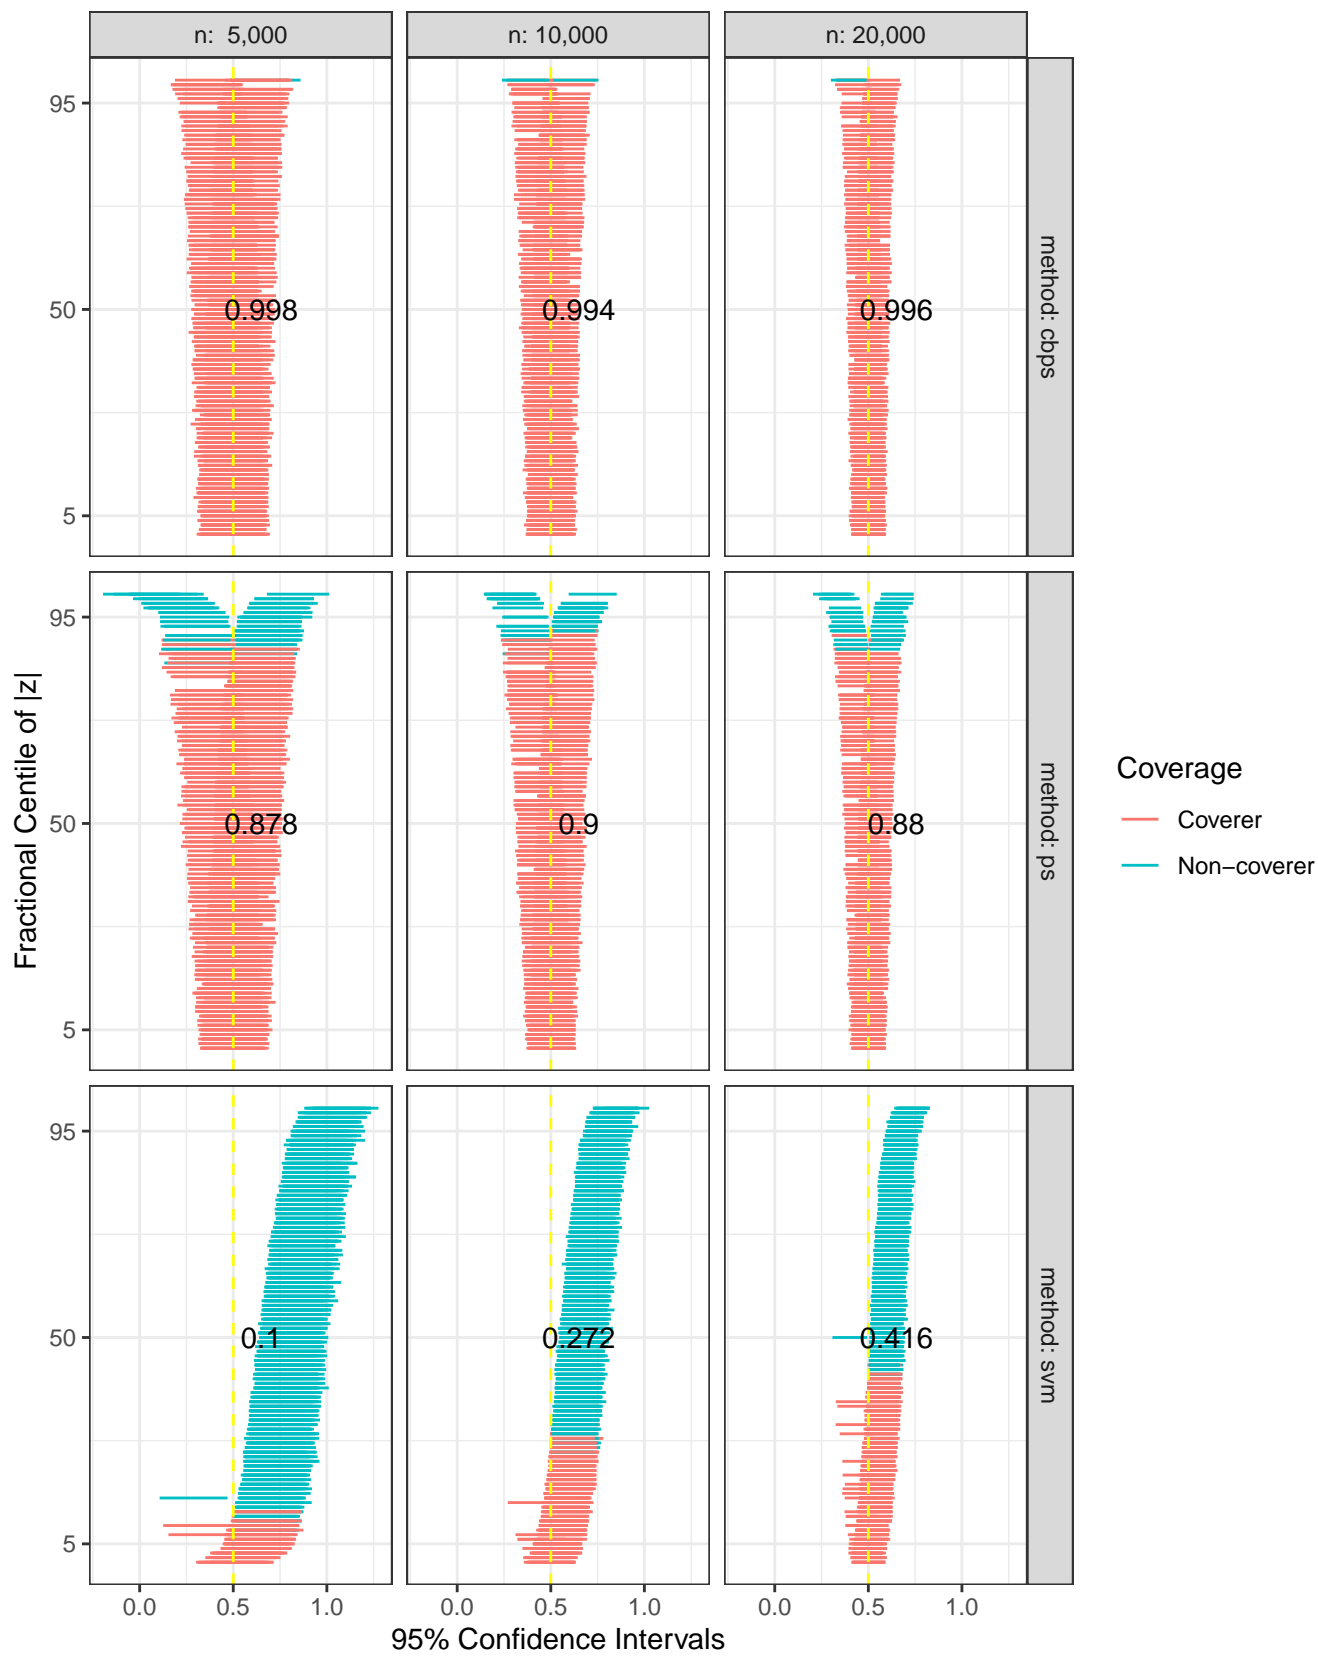 n:  5,000
n: 10,000
n: 20,000
95
50
5
0.998
0.994
0.996
method: cbps
95
50
5
0.878
0.9
0.88
method: ps
95
50
5
0.1
0.272
0.416
method: svm
0.0 0.5 1.0
0.0 0.5 1.0
0.0 0.5 1.0
95% Confidence Intervals
Fractional Centile of |z|
Coverage
Coverer
Non−coverer